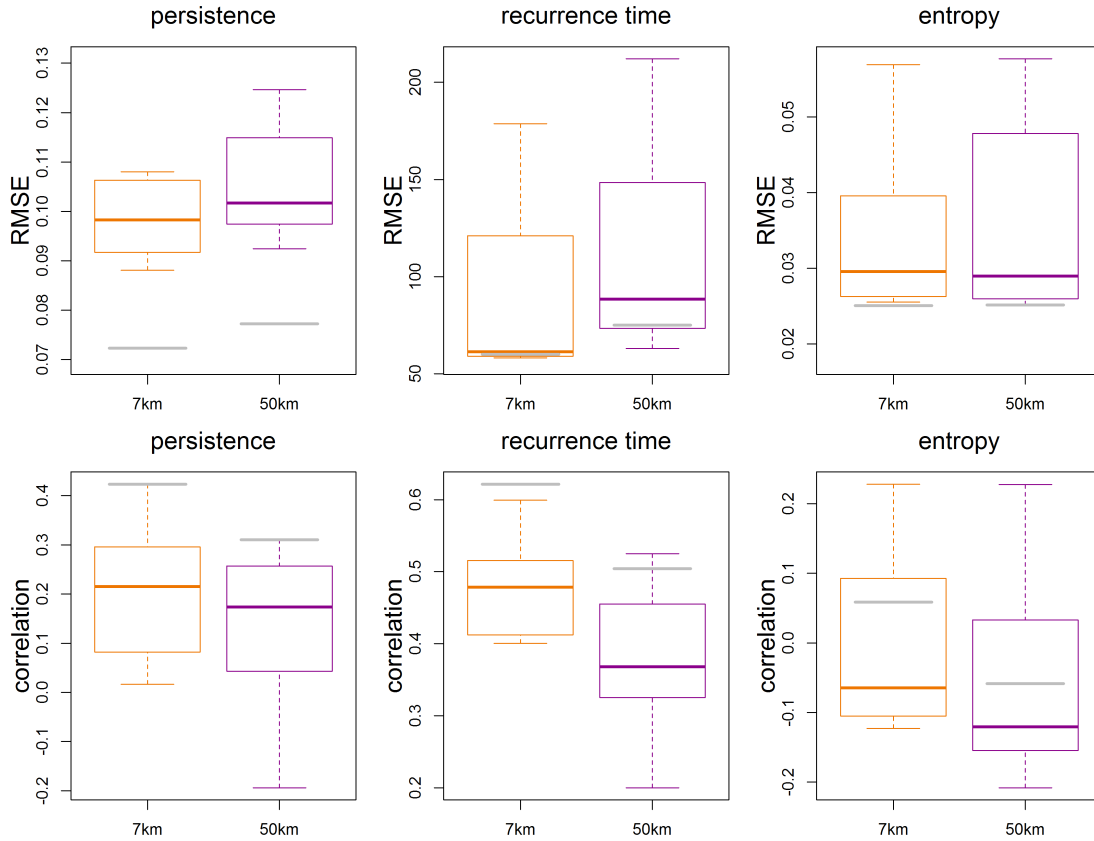 persistence
RMSE
0.13
0.12
0.11
0.10
0.09
0.08
0.07
7km 50km
recurrence time
RMSE
200
150
100
50
7km 50km
entropy
RMSE
0.05
0.04
0.03
0.02
7km 50km
persistence
correlation
0.4
0.3
0.2
0.1
0.0
-0.1
-0.2
7km 50km
recurrence time
correlation
0.6
0.5
0.4
0.3
0.2
7km 50km
entropy
correlation
0.2
0.1
0.0
-0.1
-0.2
7km 50km